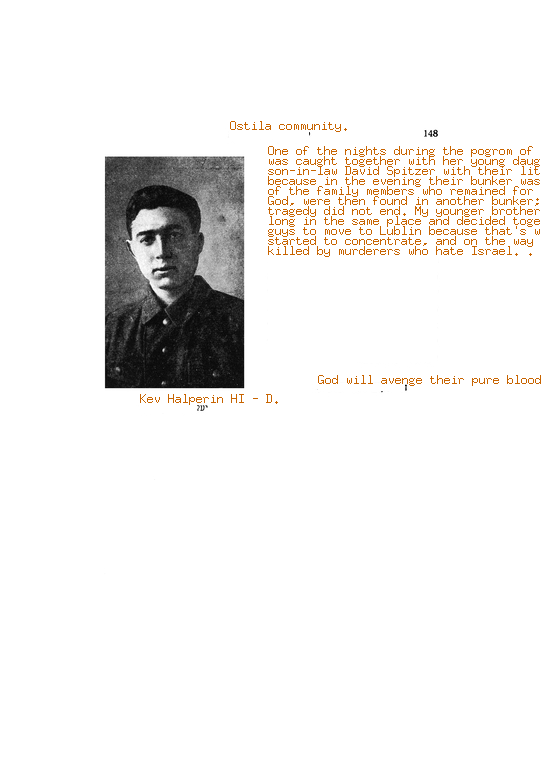 Ostila community.
148
One of the nights during the pogrom of
was caught together with her young daug
son-in-law David Spitzer with their lit
because in the evening their bunker was
of the family members who remained for
God, were then found in another bunker;
tragedy did not end. My younger brother
long in the same place and decided toge
guys to move to Lublin because that's w
started to concentrate, and on the way
killed by murderers who hate Israel. .
God will avenge their pure blood
Kev Halperin HI - D.